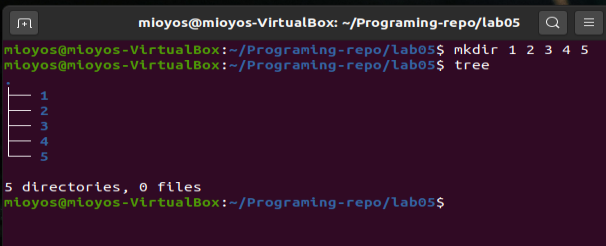 mioyos@mioyos-VirtualBox: ~/Programing-repo/lab05
mioyos@mioyos-VirtualBox:~/Programing-repo/lab05$ mkdir 1 2 3 4 5
mioyos@mioyos-VirtualBox:~/Programing-repo/lab05$ tree
.
├── 1
├── 2
├── 3
├── 4
└── 5
5 directories, 0 files
mioyos@mioyos-VirtualBox:~/Programing-repo/lab05$